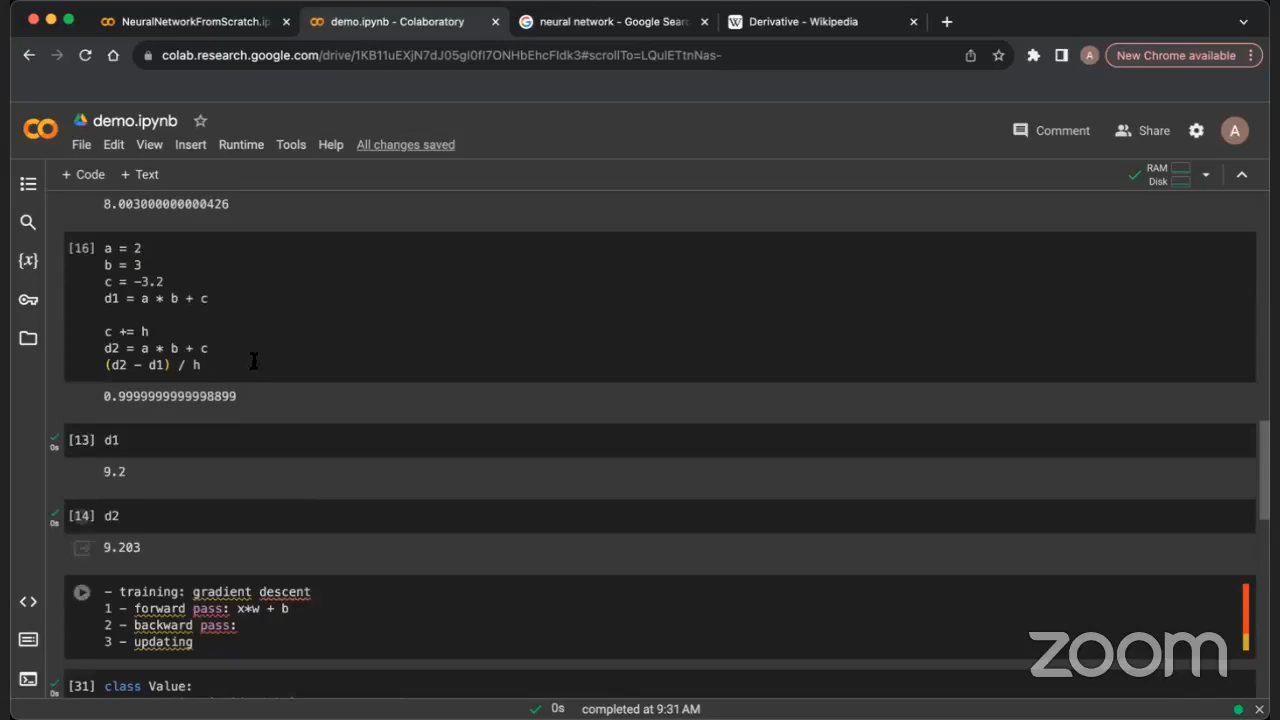 NeuralNetworkFromScratch.ip
demo.ipynb - Colaboratory
neural network - Google Sear
Derivative - Wikipedia
colab.research.google.com/drive/1KB11uEXjN7dJ05gI0fI7ONHbEhcFIdk3#scrollTo=LQulETtnNas-
A
New Chrome available
demo.ipynb
File Edit View Insert Runtime Tools Help All changes saved
Comment
Share
A
+ Code + Text
RAM
Disk
8.003000000000426
[16] a = 2
b = 3
c = -3.2
d1 = a * b + c
c += h
d2 = a * b + c
(d2 - d1) / h
0.9999999999998899
[13] d1
0s
9.2
[14] d2
0s
9.203
- training: gradient descent
1 - forward pass: x*w + b
2 - backward pass:
3 - updating
zoom
[31] class Value:
0s
0s completed at 9:31 AM